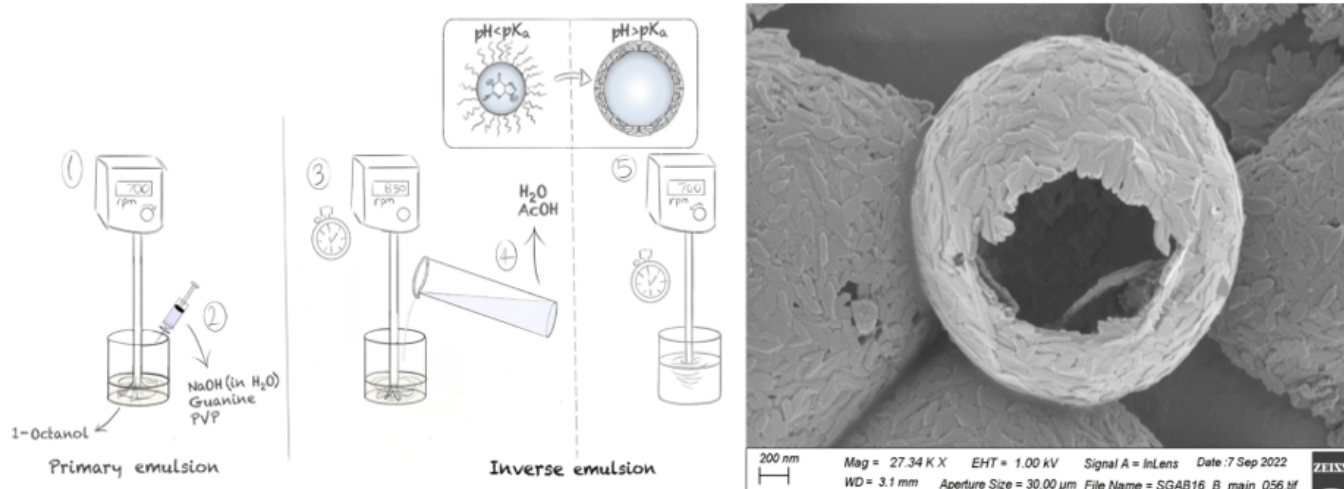 pH<pKa
pH>pKa
1
700
rpm
2
NaOH (in H₂O)
Guanine
PVP
1-Octanol
Primary emulsion
3
850
rpm
4
H₂O
AcOH
5
700
rpm
Inverse emulsion
200 nm
Mag = 27.34 K X
EHT = 1.00 kV
Signal A = InLens
Date :7 Sep 2022
ZEISS
WD = 3.1 mm
Aperture Size = 30.00 µm
File Name = SGAB16_B_main_056.tif